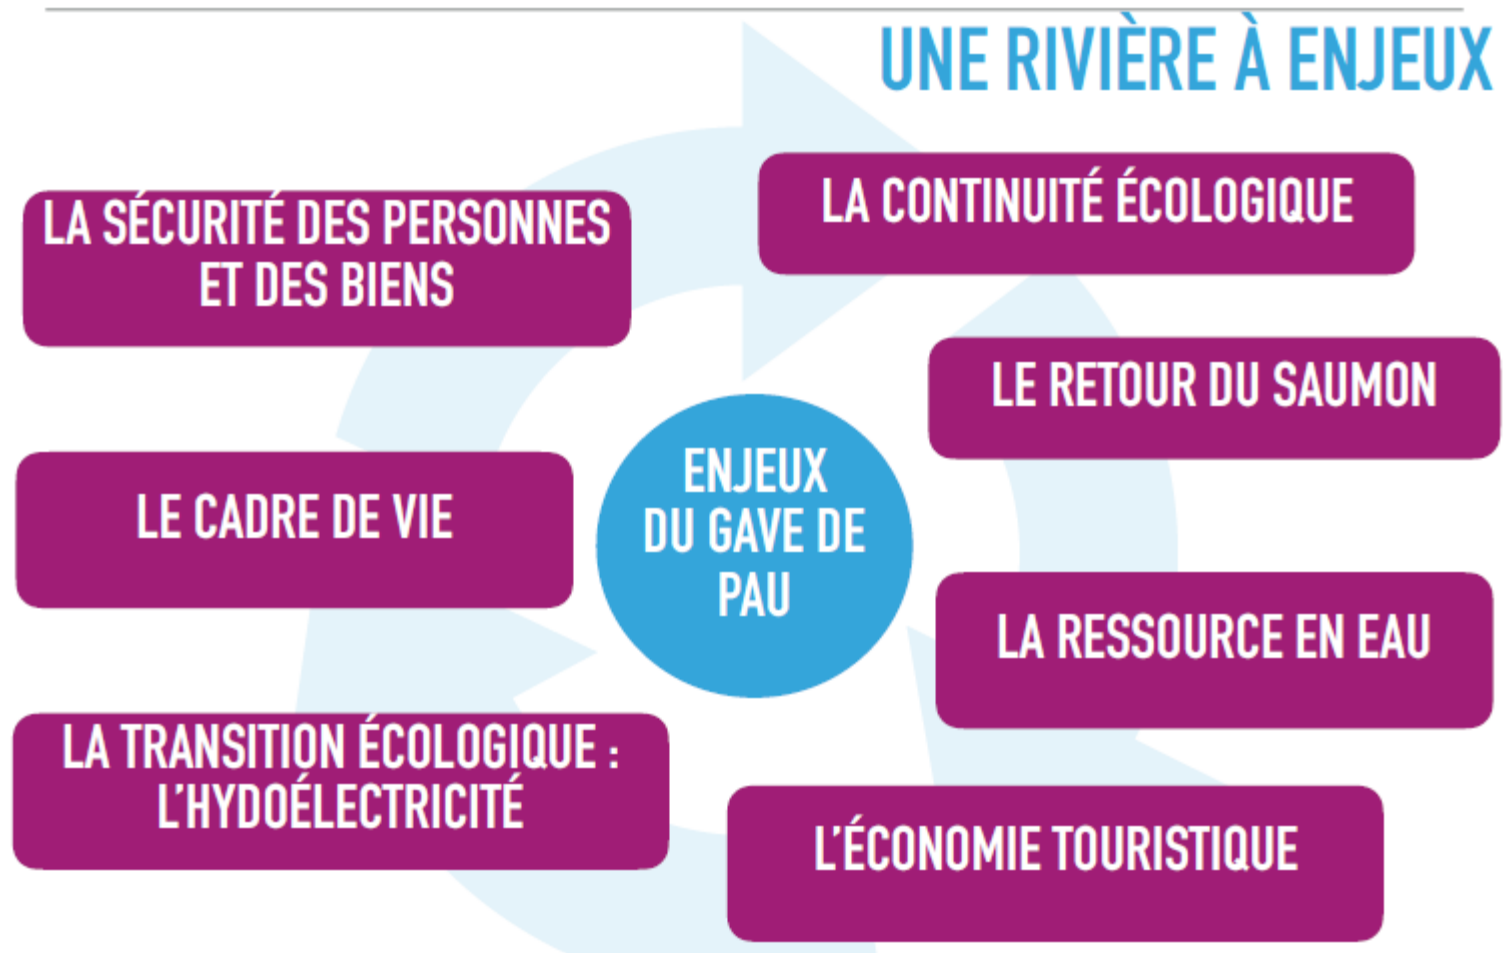 UNE RIVIÈRE À ENJEUX
LA CONTINUITÉ ÉCOLOGIQUE
LA SÉCURITÉ DES PERSONNES
ET DES BIENS
LE RETOUR DU SAUMON
ENJEUX
DU GAVE DE
PAU
LE CADRE DE VIE
LA RESSOURCE EN EAU
LA TRANSITION ÉCOLOGIQUE :
L'HYDOÉLECTRICITÉ
L'ÉCONOMIE TOURISTIQUE